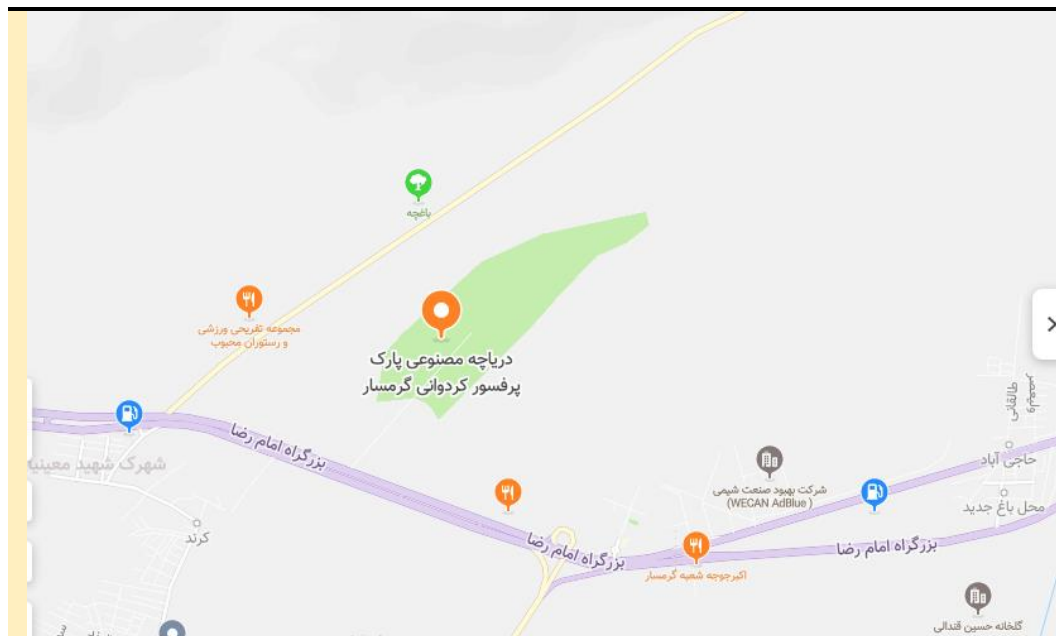 باغچه
مجموعه تفریحی ورزشی
و رستوران محبوب
دریاچه مصنوعی پارک
پرفسور کردوانی گرمسار
ولیعصر
طالقانی
بزرگراه امام رضا
شهرک شهید معینیه
حاجی آباد
شرکت بهبود صنعت شیمی
(WECAN AdBlue )
محل باغ جدید
کرند
بزرگراه امام رضا
بزرگراه امام رضا
اکبرجوجه شعبه گرمسار
گلخانه حسین قندالی